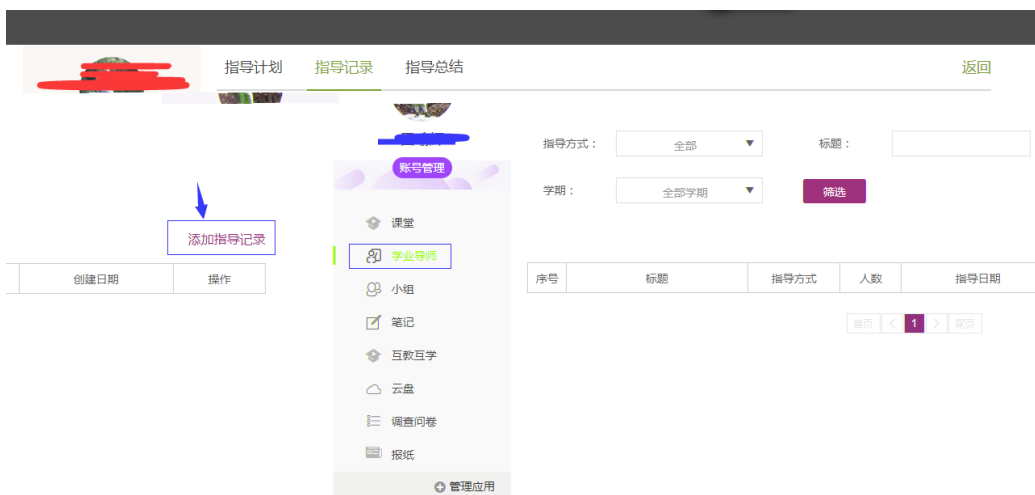 指导计划 指导记录 指导总结 返回
账号管理
指导方式： 全部 标题：
学期： 全部学期 筛选
添加指导记录
创建日期 操作
课堂
学业导师
小组
笔记
互教互学
云盘
调查问卷
报纸
管理应用
序号 标题 指导方式 人数 指导日期
首页 < 1 > 尾页